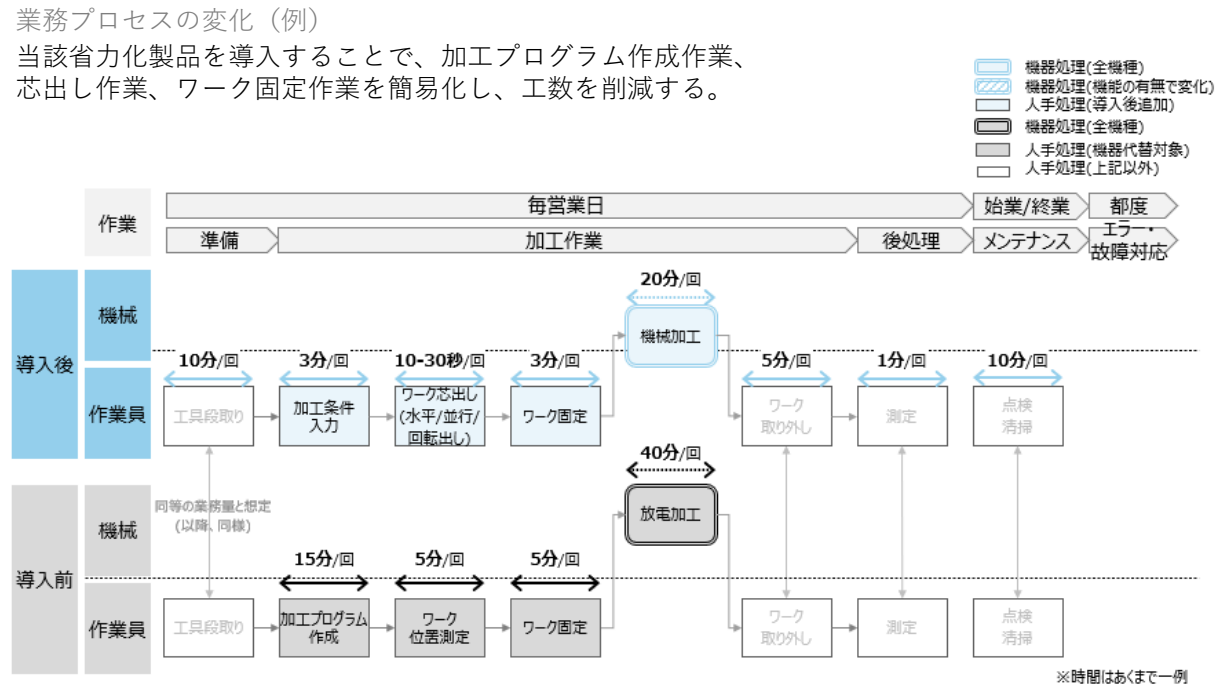 業務プロセスの変化（例）
当該省力化製品を導入することで、加工プログラム作成作業、
芯出し作業、ワーク固定作業を簡易化し、工数を削減する。
機器処理(全機種)
機器処理(機能の有無で変化)
人手処理(導入後追加)
機器処理(全機種)
人手処理(機器代替対象)
人手処理(上記以外)
作業
毎営業日
始業/終業
都度
準備
加工作業
後処理
メンテナンス
エラー・
故障対応
導入後
機械
20分/回
機械加工
作業員
10分/回
3分/回
10-30秒/回
3分/回
5分/回
1分/回
10分/回
工具段取り
加工条件
入力
ワーク芯出し
(水平/並行/
回転出し)
ワーク固定
ワーク
取り外し
測定
点検
清掃
同等の業務量と想定
(以降、同様)
導入前
機械
40分/回
放電加工
作業員
15分/回
5分/回
5分/回
工具段取り
加工プログラム
作成
ワーク
位置測定
ワーク固定
ワーク
取り外し
測定
点検
清掃
※時間はあくまで一例